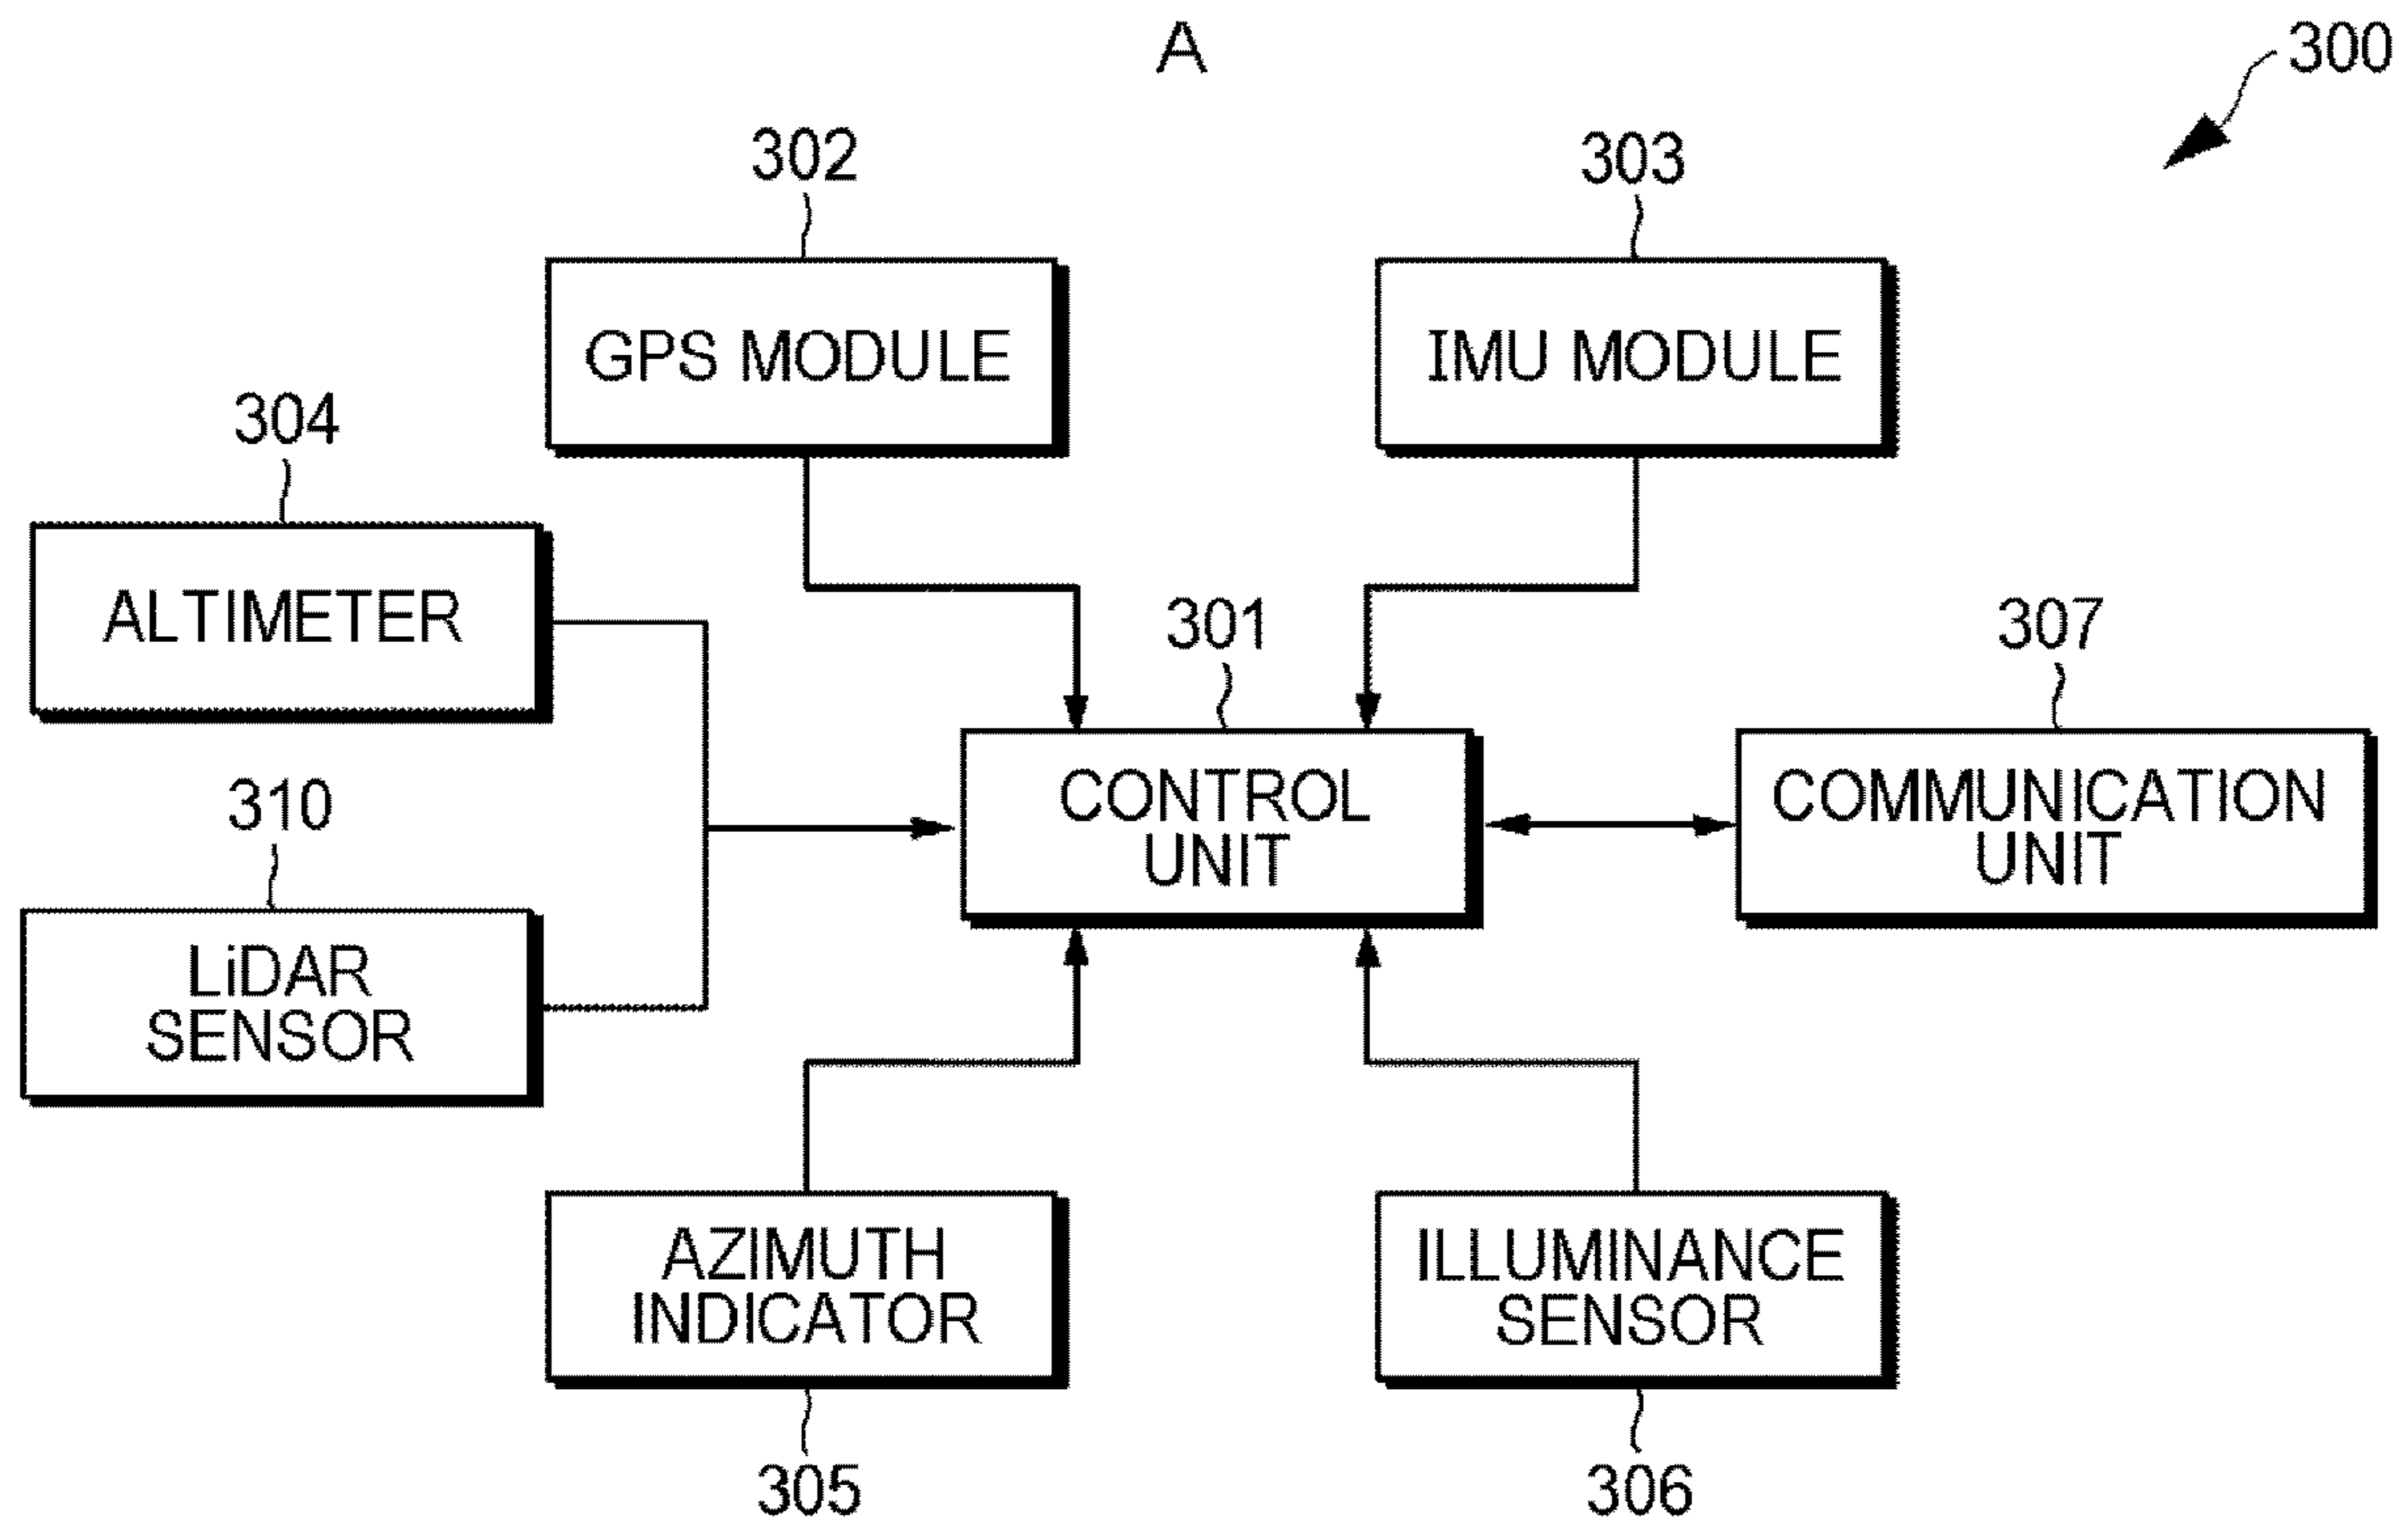 A
300
302
303
GPS MODULE
IMU MODULE
304
ALTIMETER
301
307
CONTROL
UNIT
COMMUNICATION
UNIT
310
LiDAR
SENSOR
AZIMUTH
INDICATOR
ILLUMINANCE
SENSOR
305
306